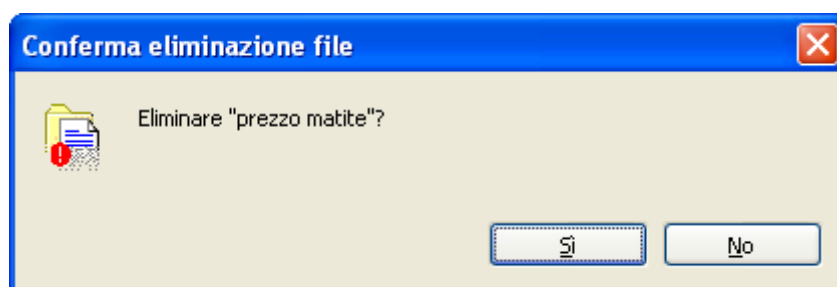 Conferma eliminazione file
Eliminare "prezzo matite"?
Sì
No